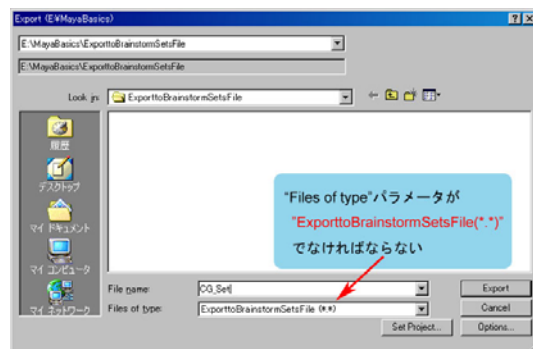 Export (E¥MayaBasics)
E:\MayaBasics\ExporttoBrainstormSetsFile
E:\MayaBasics\ExporttoBrainstormSetsFile
Look in: ExporttoBrainstormSetsFile
履歴
デスクトップ
マイ ドキュメント
マイ コンピュータ
マイ ネットワーク
"Files of type"パラメータが
"ExporttoBrainstormSetsFile(*.*)"
でなければならない
File name: CG_Set Export
Files of type: ExporttoBrainstormSetsFile (*.*) Cancel
Set Project... Options...